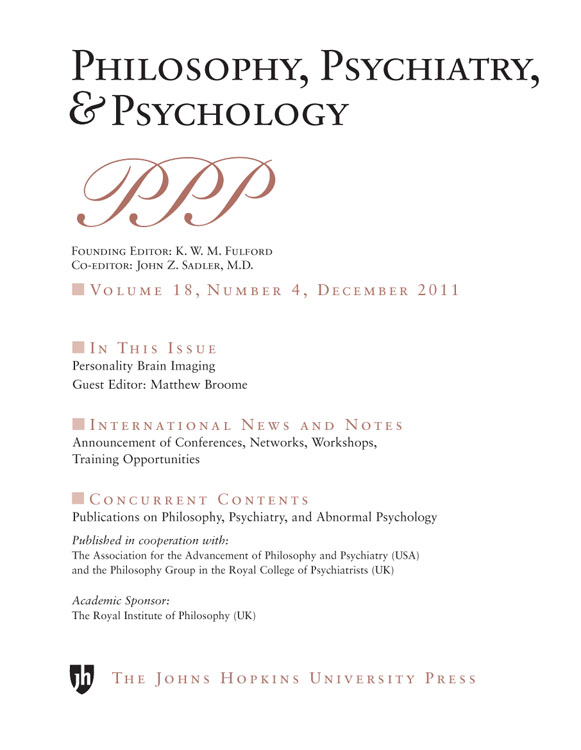 Philosophy, Psychiatry,
& Psychology
PPP
Founding Editor: K. W. M. Fulford
Co-editor: John Z. Sadler, M.D.
Volume 18, Number 4, December 2011
In This Issue
Personality Brain Imaging
Guest Editor: Matthew Broome
International News and Notes
Announcement of Conferences, Networks, Workshops,
Training Opportunities
Concurrent Contents
Publications on Philosophy, Psychiatry, and Abnormal Psychology
Published in cooperation with:
The Association for the Advancement of Philosophy and Psychiatry (USA)
and the Philosophy Group in the Royal College of Psychiatrists (UK)
Academic Sponsor:
The Royal Institute of Philosophy (UK)
jh The Johns Hopkins University Press